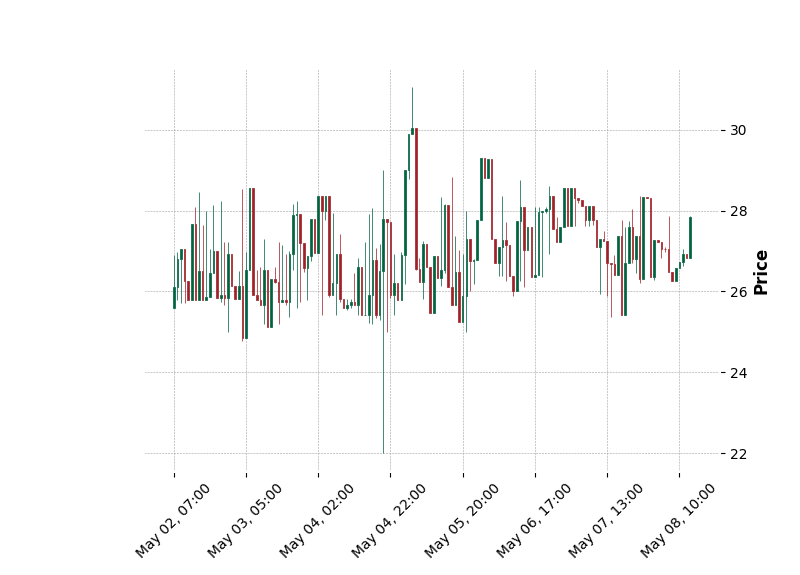 30
28
26
24
22
Price
May 02, 07:00
May 03, 05:00
May 04, 02:00
May 04, 22:00
May 05, 20:00
May 06, 17:00
May 07, 13:00
May 08, 10:00